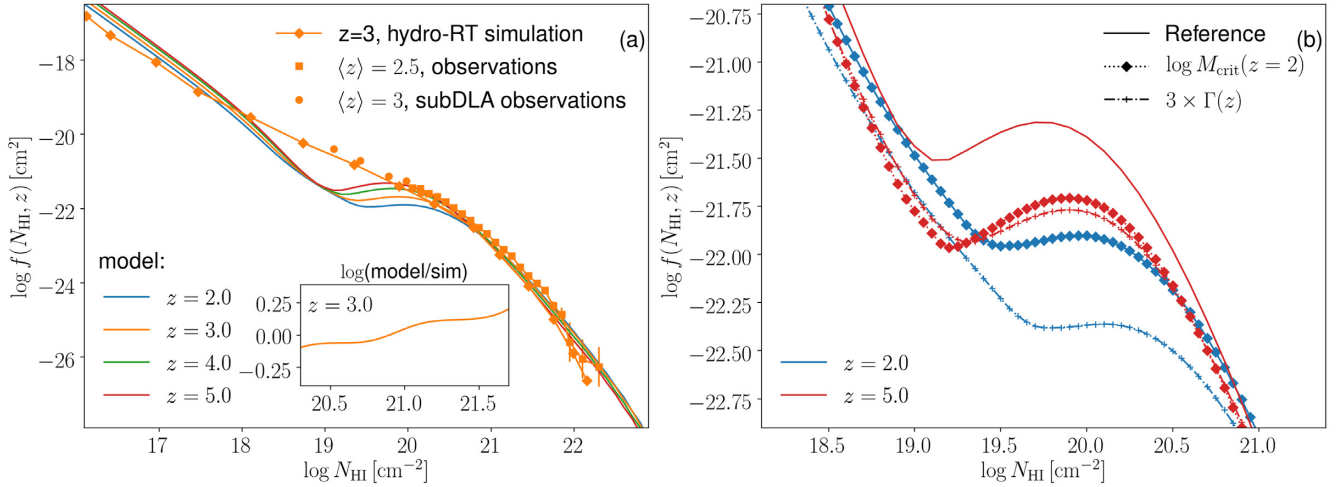 z=3, hydro-RT simulation
(a)
⟨z⟩ = 2.5, observations
⟨z⟩ = 3, subDLA observations
log f(N_HI, z) [cm²]
−18
−20
−22
−24
−26
model:
z = 2.0
z = 3.0
z = 4.0
z = 5.0
log(model/sim)
z = 3.0
0.25
0.00
−0.25
20.5 21.0 21.5
17 18 19 20 21 22
log N_HI [cm⁻²]
Reference
(b)
log M_crit(z = 2)
3 × Γ(z)
log f(N_HI, z) [cm²]
−20.75
−21.00
−21.25
−21.50
−21.75
−22.00
−22.25
−22.50
−22.75
z = 2.0
z = 5.0
18.5 19.0 19.5 20.0 20.5 21.0
log N_HI [cm⁻²]